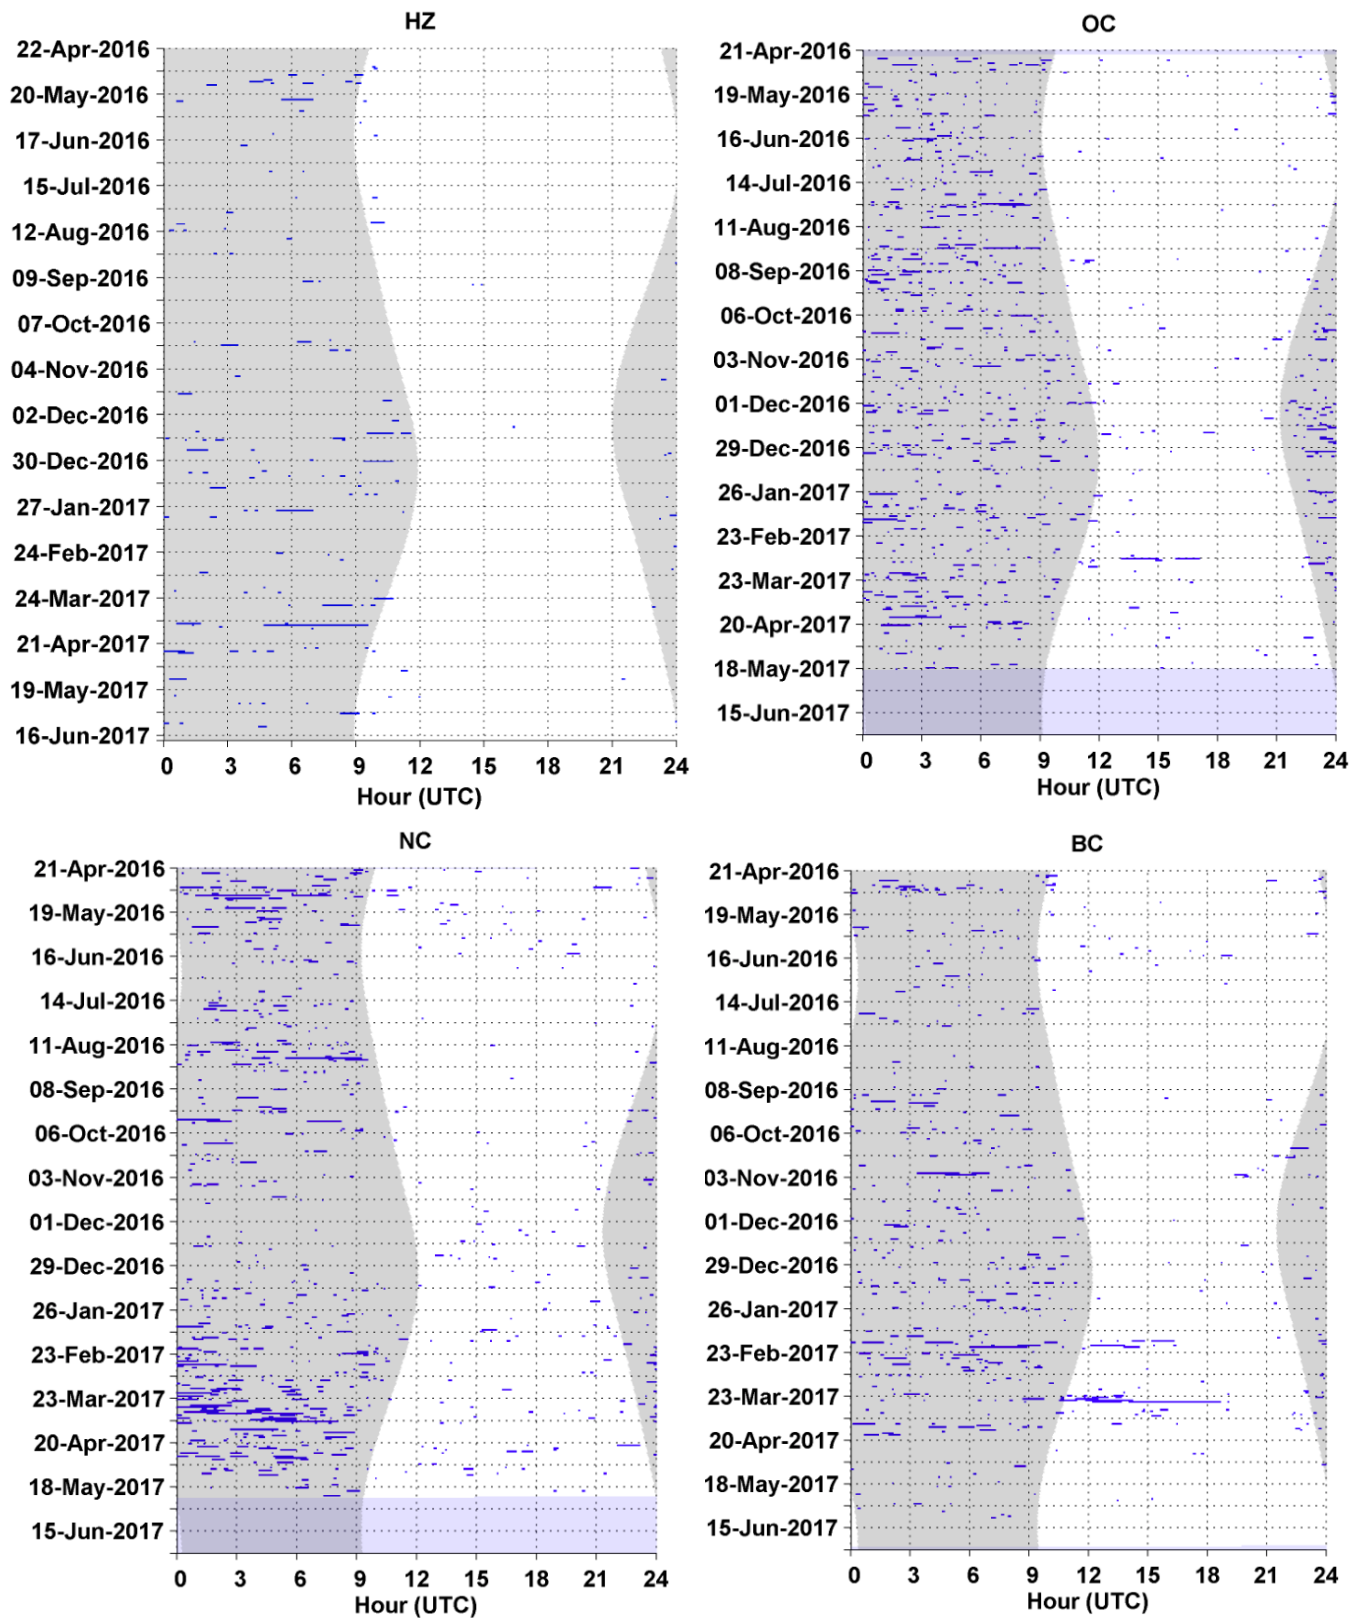 HZ
22-Apr-2016
20-May-2016
17-Jun-2016
15-Jul-2016
12-Aug-2016
09-Sep-2016
07-Oct-2016
04-Nov-2016
02-Dec-2016
30-Dec-2016
27-Jan-2017
24-Feb-2017
24-Mar-2017
21-Apr-2017
19-May-2017
16-Jun-2017
0 3 6 9 12 15 18 21 24
Hour (UTC)
OC
21-Apr-2016
19-May-2016
16-Jun-2016
14-Jul-2016
11-Aug-2016
08-Sep-2016
06-Oct-2016
03-Nov-2016
01-Dec-2016
29-Dec-2016
26-Jan-2017
23-Feb-2017
23-Mar-2017
20-Apr-2017
18-May-2017
15-Jun-2017
0 3 6 9 12 15 18 21 24
Hour (UTC)
NC
21-Apr-2016
19-May-2016
16-Jun-2016
14-Jul-2016
11-Aug-2016
08-Sep-2016
06-Oct-2016
03-Nov-2016
01-Dec-2016
29-Dec-2016
26-Jan-2017
23-Feb-2017
23-Mar-2017
20-Apr-2017
18-May-2017
15-Jun-2017
0 3 6 9 12 15 18 21 24
Hour (UTC)
BC
21-Apr-2016
19-May-2016
16-Jun-2016
14-Jul-2016
11-Aug-2016
08-Sep-2016
06-Oct-2016
03-Nov-2016
01-Dec-2016
29-Dec-2016
26-Jan-2017
23-Feb-2017
23-Mar-2017
20-Apr-2017
18-May-2017
15-Jun-2017
0 3 6 9 12 15 18 21 24
Hour (UTC)